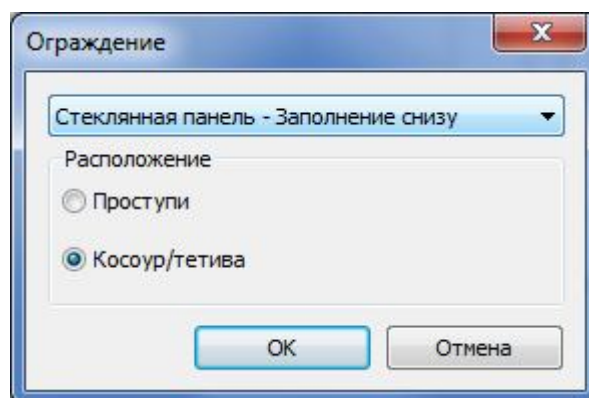 Ограждение
Стеклянная панель - Заполнение снизу
Расположение
Проступи
Косоур/тетива
OK
Отмена